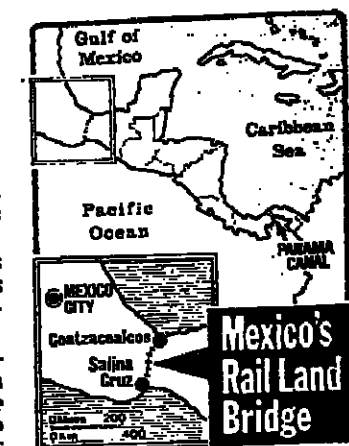 Gulf of
Mexico
Caribbean
Sea
Pacific
Ocean
PANAMA
CANAL
MEXICO
CITY
Coatzacoalcos
Salina
Cruz
200
400
Mexico's
Rail Land
Bridge